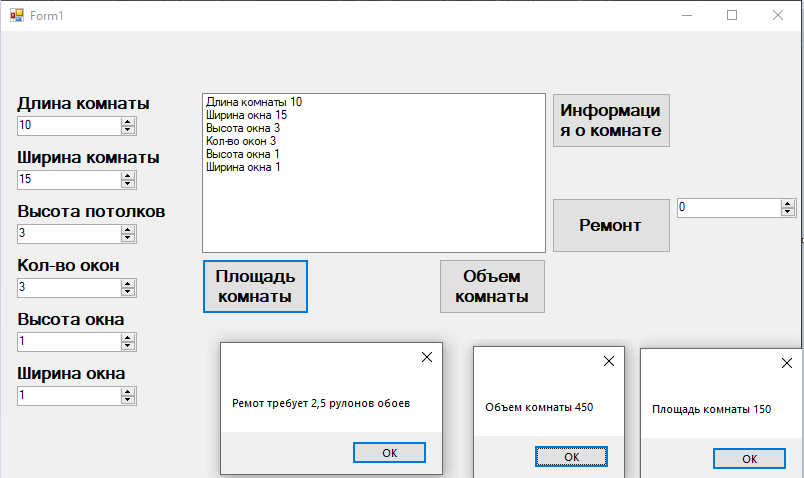 Form1
Длина комнаты
10
Ширина комнаты
15
Высота потолков
3
Кол-во окон
3
Высота окна
1
Ширина окна
1
Длина комнаты 10
Ширина окна 15
Высота окна 3
Кол-во окон 3
Высота окна 1
Ширина окна 1
Информаци
я о комнате
Ремонт
0
Площадь
комнаты
Объем
комнаты
Ремот требует 2,5 рулонов обоев
OK
Объем комнаты 450
OK
Площадь комнаты 150
OK